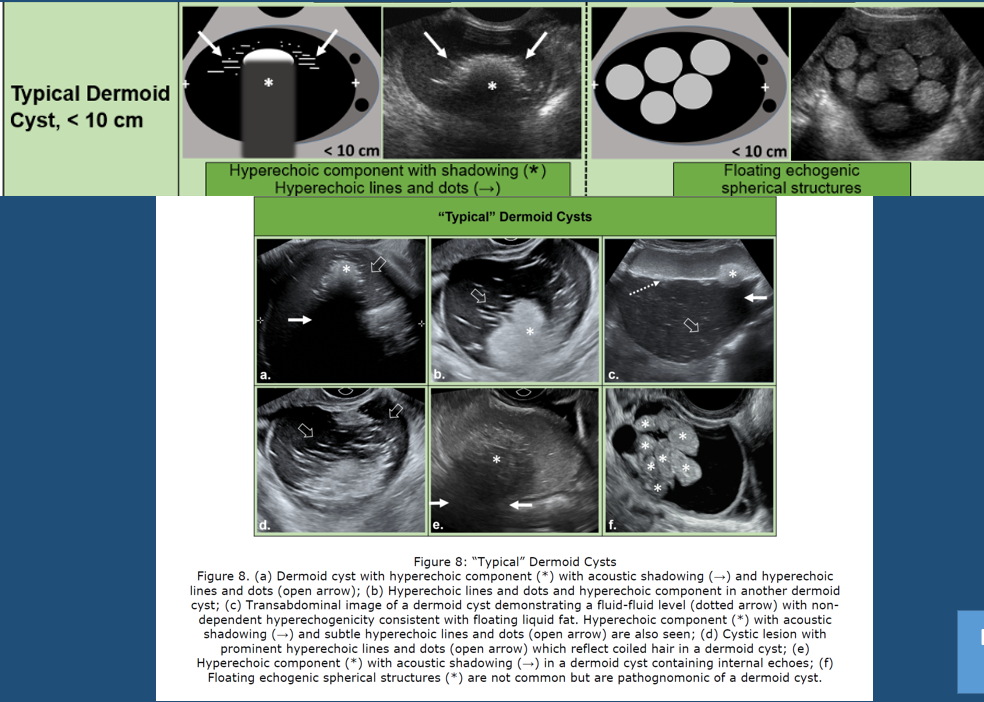 Typical Dermoid
Cyst, < 10 cm
*
< 10 cm
*
< 10 cm
Hyperechoic component with shadowing (*)
Hyperechoic lines and dots (→)
Floating echogenic
spherical structures
“Typical” Dermoid Cysts
*
a.
*
b.
*
c.
d.
*
e.
* * * * * * *
f.
Figure 8: “Typical” Dermoid Cysts
Figure 8. (a) Dermoid cyst with hyperechoic component (*) with acoustic shadowing (→) and hyperechoic
lines and dots (open arrow); (b) Hyperechoic lines and dots and hyperechoic component in another dermoid
cyst; (c) Transabdominal image of a dermoid cyst demonstrating a fluid-fluid level (dotted arrow) with non-
dependent hyperechogenicity consistent with floating liquid fat. Hyperechoic component (*) with acoustic
shadowing (→) and subtle hyperechoic lines and dots (open arrow) are also seen; (d) Cystic lesion with
prominent hyperechoic lines and dots (open arrow) which reflect coiled hair in a dermoid cyst; (e)
Hyperechoic component (*) with acoustic shadowing (→) in a dermoid cyst containing internal echoes; (f)
Floating echogenic spherical structures (*) are not common but are pathognomonic of a dermoid cyst.